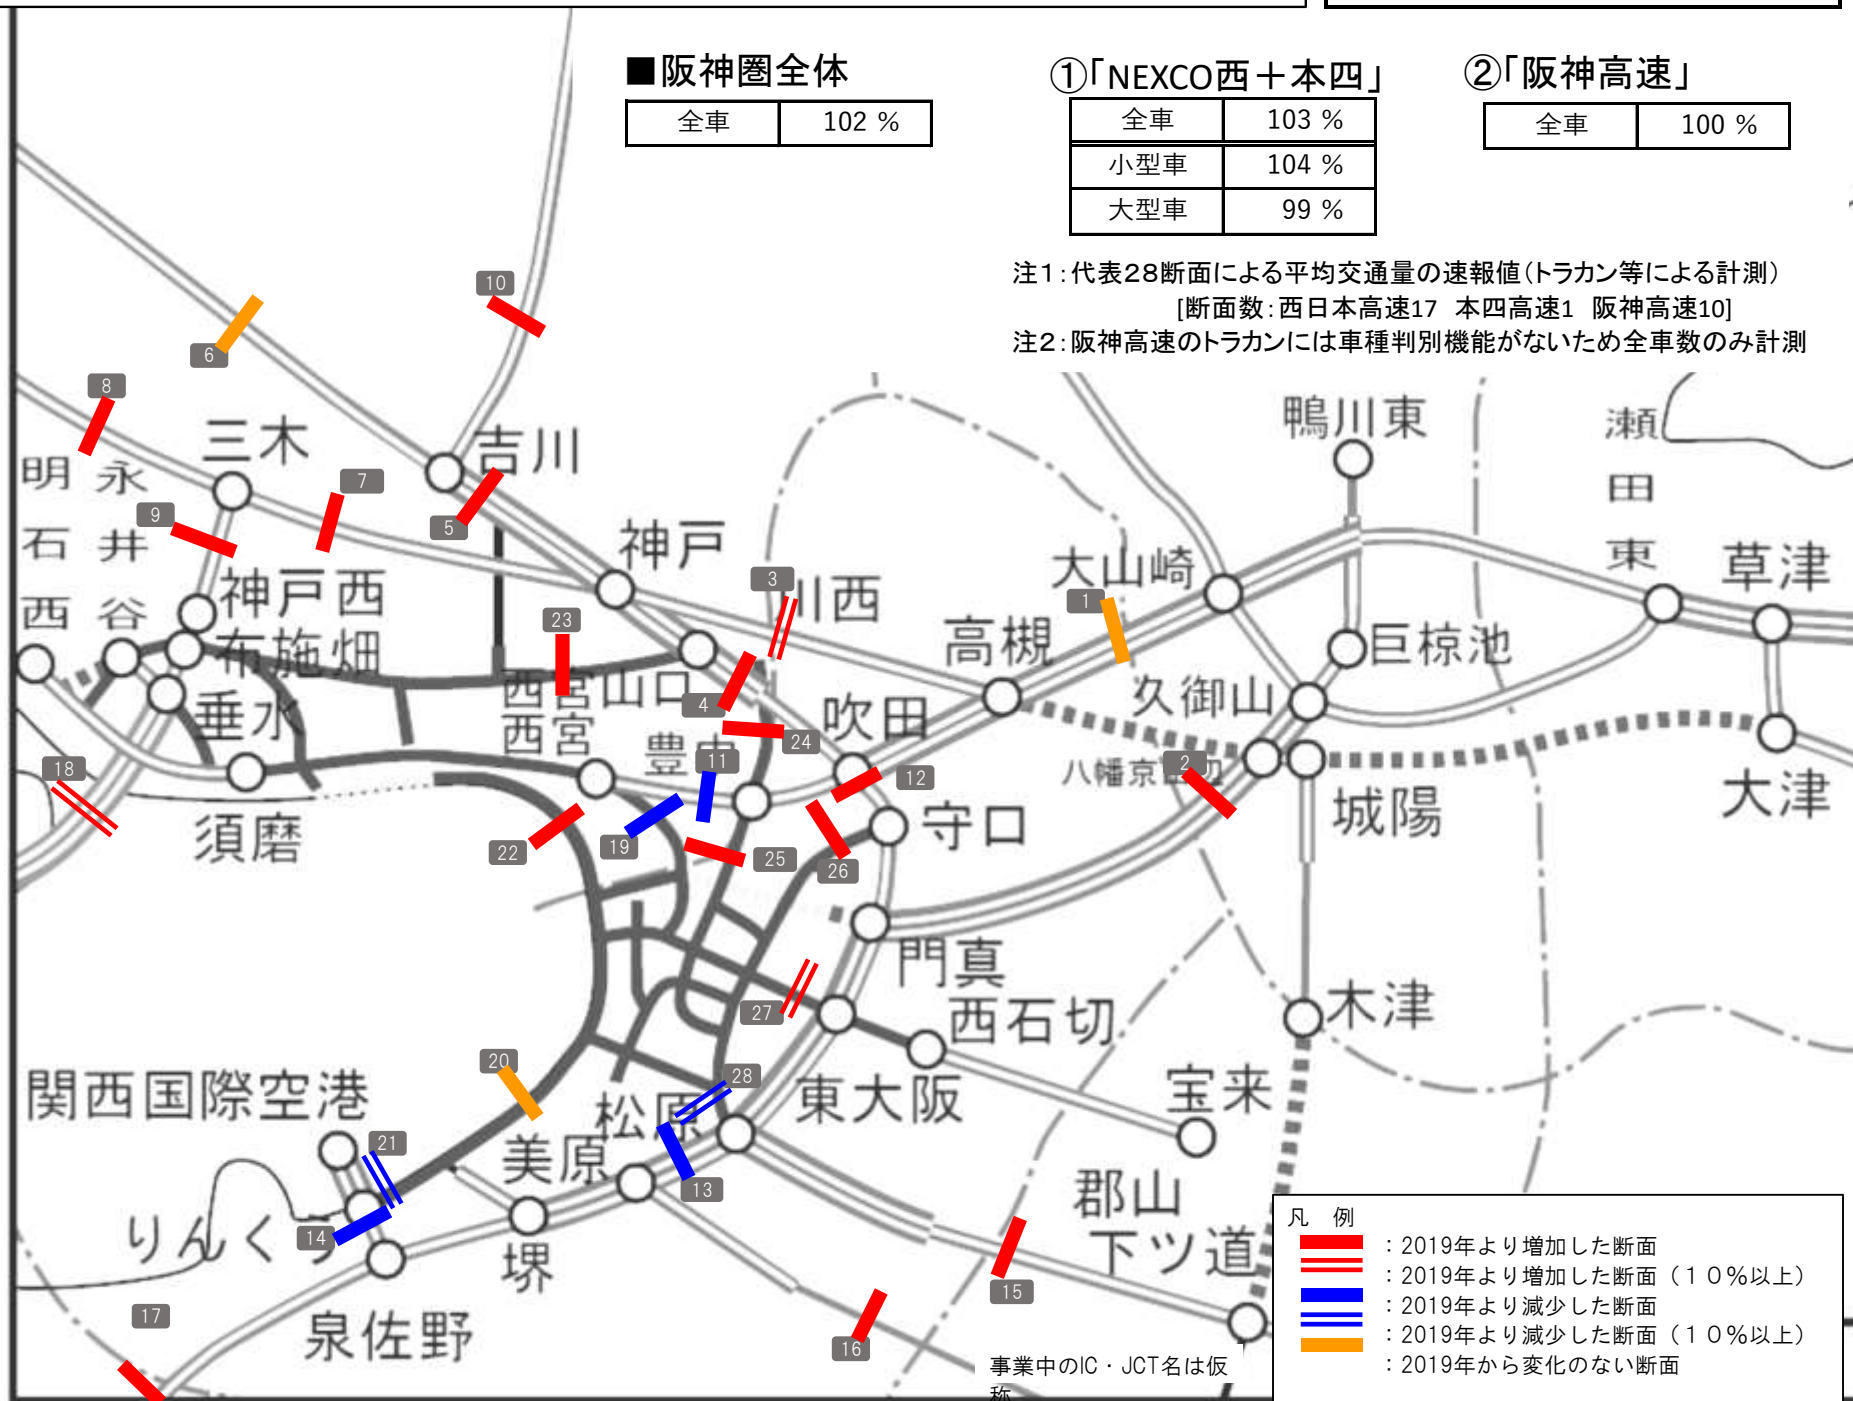 ■阪神圏全体
全車 102 %
①「NEXCO西＋本四」
全車 103 %
小型車 104 %
大型車 99 %
②「阪神高速」
全車 100 %
注1：代表28断面による平均交通量の速報値（トラカン等による計測）
[断面数：西日本高速17 本四高速1 阪神高速10]
注2：阪神高速のトラカンには車種判別機能がないため全車数のみ計測
10
6
8
三木
吉川
鴨川東
瀬田東
明石西
永井谷
7
9
5
神戸
大山崎
草津
神戸西
3
川西
1
布施畑
23
高槻
巨椋池
西宮山口
4
久御山
垂水
西宮
吹田
24
豊中
11
18
12
八幡京田辺
2
大津
城陽
須磨
22
19
25
26
守口
門真
27
西石切
木津
20
28
関西国際空港
松原
東大阪
宝来
21
美原
13
郡山
14
りんくう
堺
下ツ道
15
17
泉佐野
16
事業中のIC・JCT名は仮
称
凡　例
：2019年より増加した断面
：2019年より増加した断面（１０％以上）
：2019年より減少した断面
：2019年より減少した断面（１０％以上）
：2019年から変化のない断面